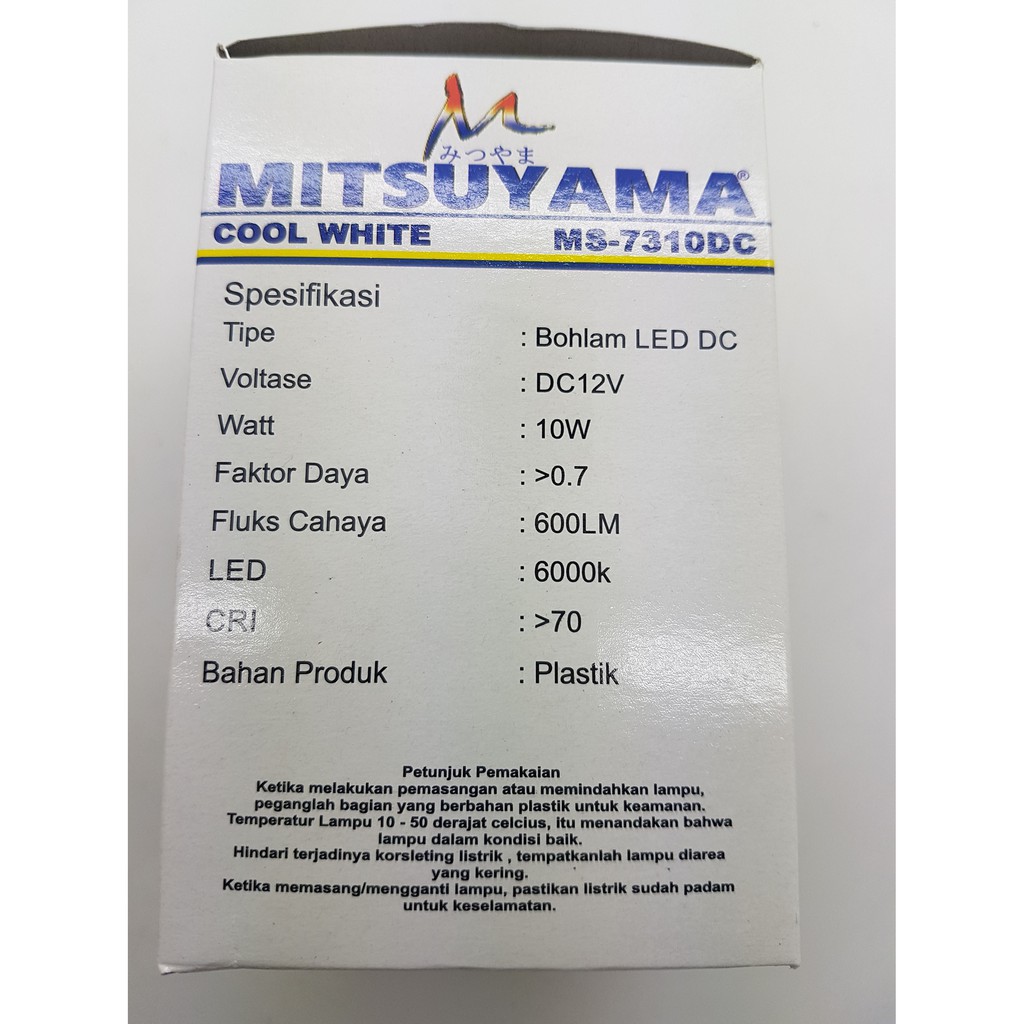 みつやま
MITSUYAMA®
COOL WHITE MS-7310DC
Spesifikasi
Tipe : Bohlam LED DC
Voltase : DC12V
Watt : 10W
Faktor Daya : >0.7
Fluks Cahaya : 600LM
LED : 6000k
CRI : >70
Bahan Produk : Plastik
Petunjuk Pemakaian
Ketika melakukan pemasangan atau memindahkan lampu,
peganglah bagian yang berbahan plastik untuk keamanan.
Temperatur Lampu 10 - 50 derajat celcius, itu menandakan bahwa
lampu dalam kondisi baik.
Hindari terjadinya korsleting listrik , tempatkanlah lampu diarea
yang kering.
Ketika memasang/mengganti lampu, pastikan listrik sudah padam
untuk keselamatan.